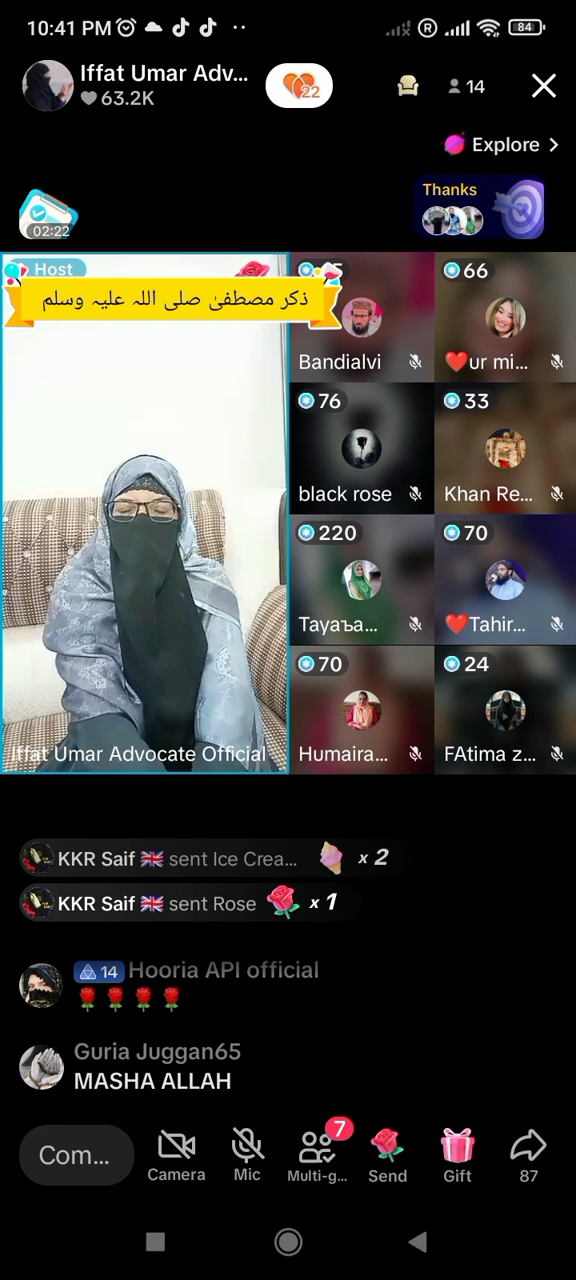 10:41 PM
84
Iffat Umar Adv...
63.2K
22
14
Explore
02:22
Thanks
Host
ذکر مصطفیٰ صلی اللہ علیہ وسلم
66
Bandialvi
ur mi...
76
33
black rose
Khan Re...
220
70
Tahir...
70
24
Humaira...
FAtima z...
Iffat Umar Advocate Official
KKR Saif 🇬🇧 sent Ice Crea... x 2
KKR Saif 🇬🇧 sent Rose x 1
14 Hooria API official
🌹 🌹 🌹 🌹
Guria Juggan65
MASHA ALLAH
7
Com...
Camera
Mic
Multi-g...
Send
Gift
87